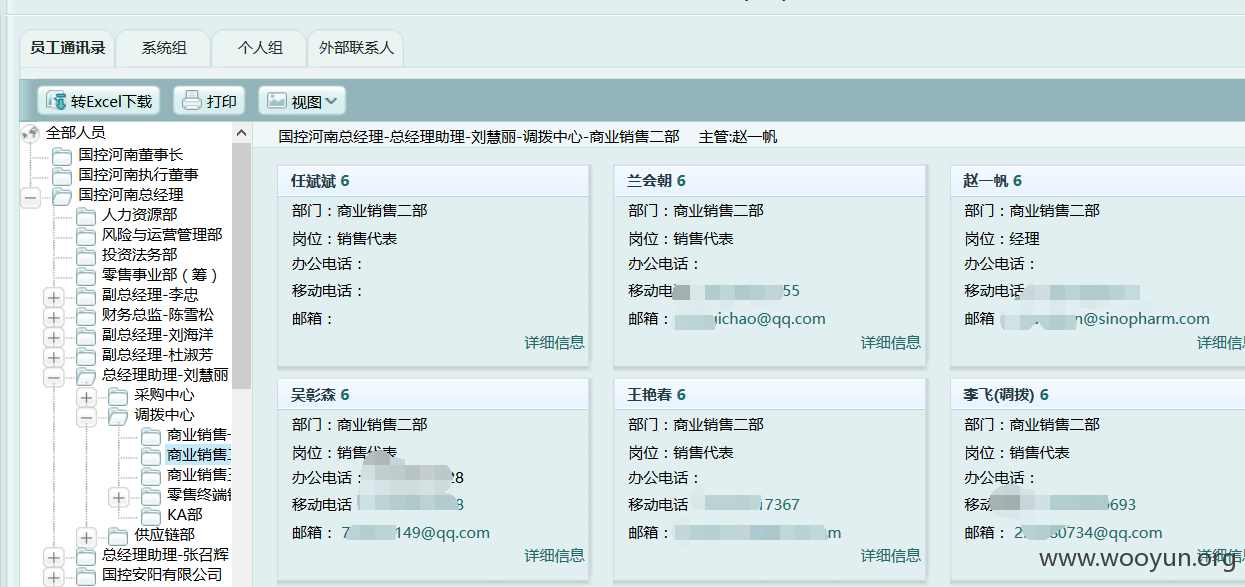 员工通讯录 系统组 个人组 外部联系人
转Excel下载 打印 视图
全部人员
国控河南董事长
国控河南执行董事
国控河南总经理
人力资源部
风险与运营管理部
投资法务部
零售事业部（筹）
副总经理-李忠
财务总监-陈雪松
副总经理-刘海洋
副总经理-杜淑芳
总经理助理-刘慧丽
采购中心
调拨中心
商业销售
商业销售
商业销售
零售终端
KA部
供应链部
总经理助理-张召辉
国控安阳有限公司
国控河南总经理-总经理助理-刘慧丽-调拨中心-商业销售二部 主管:赵一帆
任斌斌 6
部门：商业销售二部
岗位：销售代表
办公电话：
移动电话：
邮箱：
详细信息
兰会朝 6
部门：商业销售二部
岗位：销售代表
办公电话：
移动电 55
邮箱： uichao@qq.com
详细信息
赵一帆 6
部门：商业销售二部
岗位：经理
办公电话：
移动电话
邮箱 n@sinopharm.com
详细信
吴彰森 6
部门：商业销售二部
岗位：销售代表
办公电话： 28
移动电话 8
邮箱： 7 149@qq.com
详细信息
王艳春 6
部门：商业销售二部
岗位：销售代表
办公电话：
移动电话 17367
邮箱： m
详细信息
李飞(调拨) 6
部门：商业销售二部
岗位：销售代表
办公电话：
移动 693
邮箱： 2 0734@qq.com
详细信
www.wooyun.org